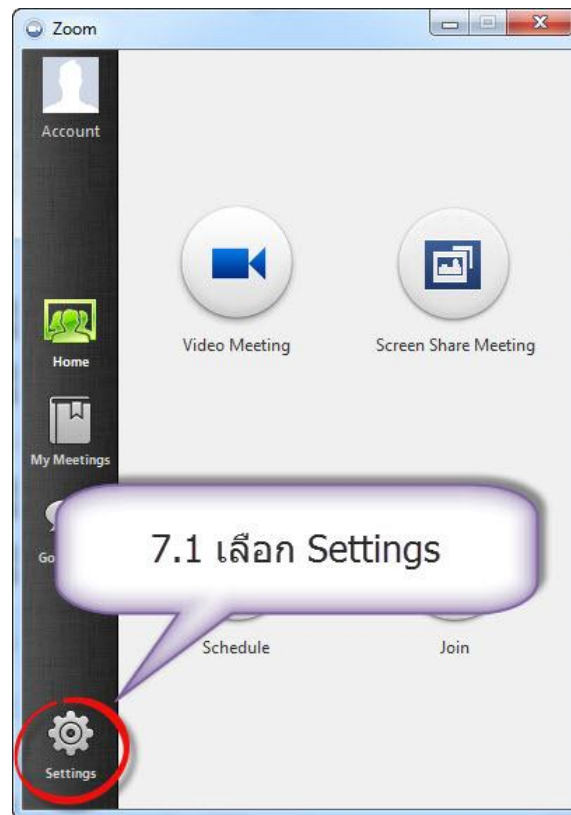 Zoom
Account
Home
My Meetings
Video Meeting
Screen Share Meeting
7.1 เลือก Settings
Schedule
Join
Settings